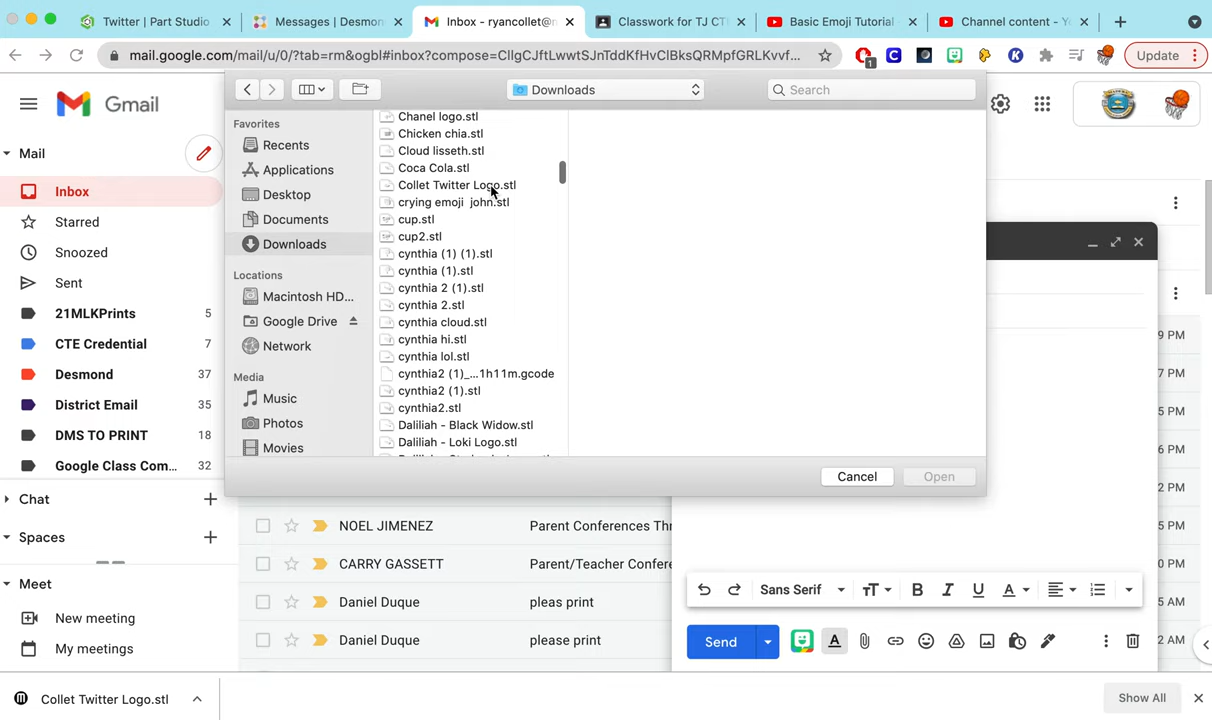 Twitter | Part Studio
Messages | Desmon
Inbox - ryancollet@
Classwork for TJ CT
Basic Emoji Tutorial
Channel content - Y
mail.google.com/mail/u/0/?tab=rm&ogbl#inbox?compose=CllgCJftLwwtSJnTddKfHvClBksQRMpfGRLKvvf...
1
Update
Gmail
Downloads
Search
Mail
Inbox
Starred
Snoozed
Sent
21MLKPrints 5
CTE Credential 7
Desmond 37
District Email 35
DMS TO PRINT 18
Google Class Com... 32
Chat
Spaces
Meet
New meeting
My meetings
Favorites
Recents
Applications
Desktop
Documents
Downloads
Locations
Macintosh HD...
Google Drive
Network
Media
Music
Photos
Movies
Chanel logo.stl
Chicken chia.stl
Cloud lisseth.stl
Coca Cola.stl
Collet Twitter Logo.stl
crying emoji john.stl
cup.stl
cup2.stl
cynthia (1) (1).stl
cynthia (1).stl
cynthia 2 (1).stl
cynthia 2.stl
cynthia cloud.stl
cynthia hi.stl
cynthia lol.stl
cynthia2 (1)_...1h11m.gcode
cynthia2 (1).stl
cynthia2.stl
Daliliah - Black Widow.stl
Daliliah - Loki Logo.stl
Cancel
Open
9 PM
7 PM
5 PM
6 PM
2 PM
5 PM
0 PM
5 AM
2 AM
NOEL JIMENEZ Parent Conferences Thr
CARRY GASSETT Parent/Teacher Confere
Daniel Duque pleas print
Daniel Duque please print
Sans Serif
Send
Collet Twitter Logo.stl
Show All